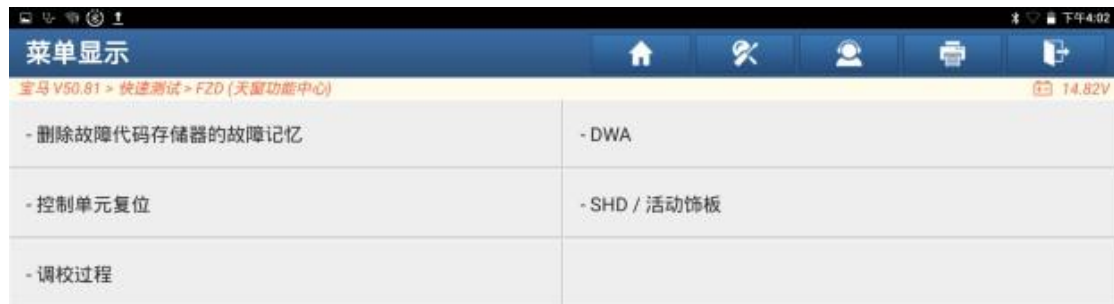 下午4:02
菜单显示
宝马 V50.81 > 快速测试 > FZD (天窗功能中心)
14.82V
- 删除故障代码存储器的故障记忆
- DWA
- 控制单元复位
- SHD / 活动饰板
- 调校过程